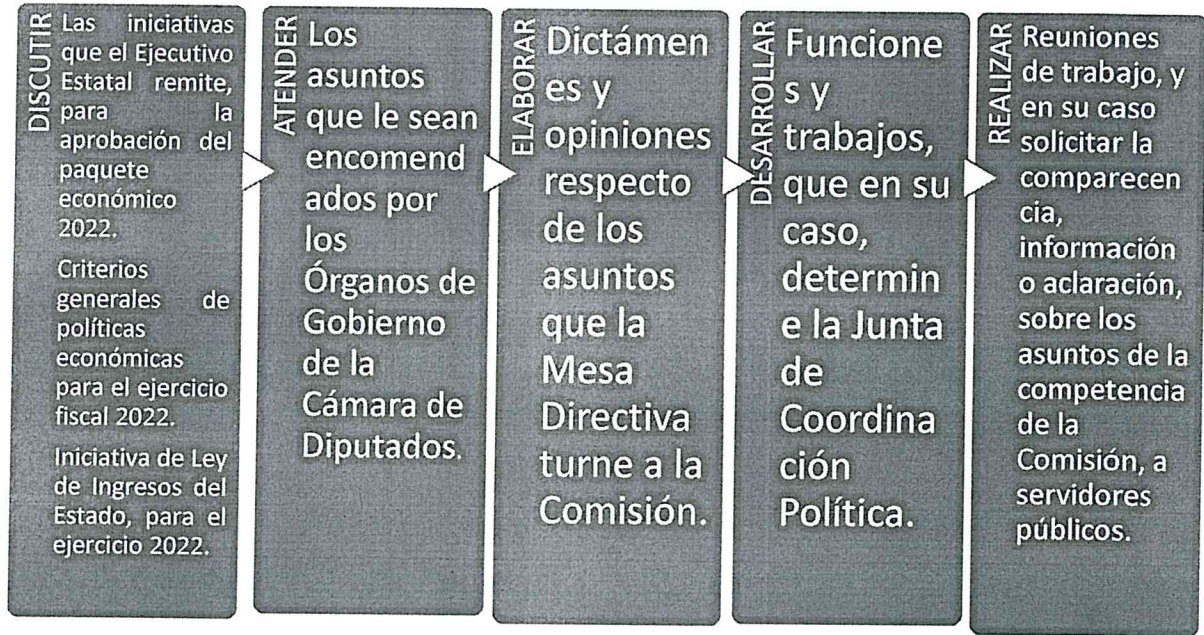 DISCUTIR
Las iniciativas
que el Ejecutivo
Estatal remite,
para la
aprobación del
paquete
económico
2022.
Criterios
generales de
políticas
económicas
para el ejercicio
fiscal 2022.
Iniciativa de Ley
de Ingresos del
Estado, para el
ejercicio 2022.
ATENDER
Los
asuntos
que le sean
encomend
ados por
los
Órganos de
Gobierno
de la
Cámara de
Diputados.
ELABORAR
Dictámen
es y
opiniones
respecto
de los
asuntos
que la
Mesa
Directiva
turne a la
Comisión.
DESARROLLAR
Funcione
s y
trabajos,
que en su
caso,
determin
e la Junta
de
Coordina
ción
Política.
REALIZAR
Reuniones
de trabajo, y
en su caso
solicitar la
comparecen
cia,
información
o aclaración,
sobre los
asuntos de la
competencia
de la
Comisión, a
servidores
públicos.